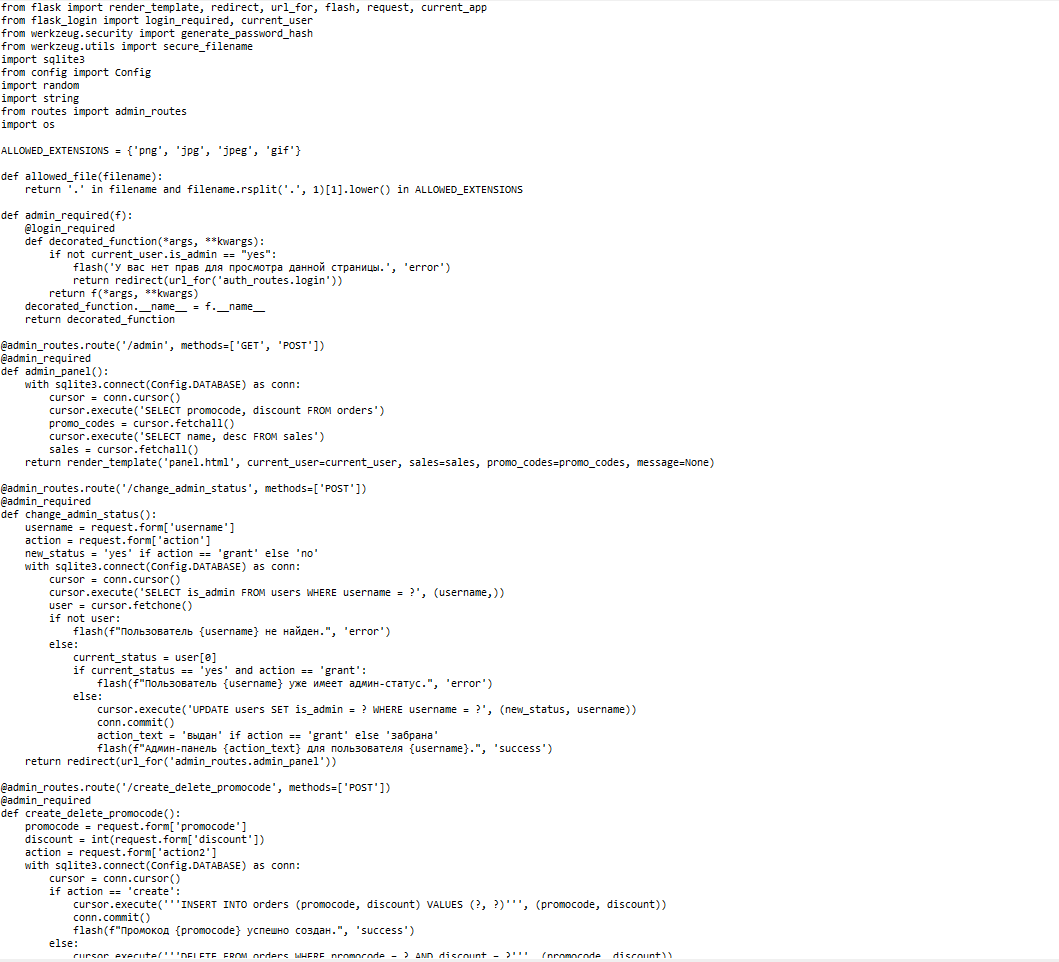 from flask import render_template, redirect, url_for, flash, request, current_app
from flask_login import login_required, current_user
from werkzeug.security import generate_password_hash
from werkzeug.utils import secure_filename
import sqlite3
from config import Config
import random
import string
from routes import admin_routes
import os

ALLOWED_EXTENSIONS = {'png', 'jpg', 'jpeg', 'gif'}

def allowed_file(filename):
    return '.' in filename and filename.rsplit('.', 1)[1].lower() in ALLOWED_EXTENSIONS

def admin_required(f):
    @login_required
    def decorated_function(*args, **kwargs):
        if not current_user.is_admin == "yes":
            flash('У вас нет прав для просмотра данной страницы.', 'error')
            return redirect(url_for('auth_routes.login'))
        return f(*args, **kwargs)
    decorated_function.__name__ = f.__name__
    return decorated_function

@admin_routes.route('/admin', methods=['GET', 'POST'])
@admin_required
def admin_panel():
    with sqlite3.connect(Config.DATABASE) as conn:
        cursor = conn.cursor()
        cursor.execute('SELECT promocode, discount FROM orders')
        promo_codes = cursor.fetchall()
        cursor.execute('SELECT name, desc FROM sales')
        sales = cursor.fetchall()
    return render_template('panel.html', current_user=current_user, sales=sales, promo_codes=promo_codes, message=None)

@admin_routes.route('/change_admin_status', methods=['POST'])
@admin_required
def change_admin_status():
    username = request.form['username']
    action = request.form['action']
    new_status = 'yes' if action == 'grant' else 'no'
    with sqlite3.connect(Config.DATABASE) as conn:
        cursor = conn.cursor()
        cursor.execute('SELECT is_admin FROM users WHERE username = ?', (username,))
        user = cursor.fetchone()
        if not user:
            flash(f"Пользователь {username} не найден.", 'error')
        else:
            current_status = user[0]
            if current_status == 'yes' and action == 'grant':
                flash(f"Пользователь {username} уже имеет админ-статус.", 'error')
            else:
                cursor.execute('UPDATE users SET is_admin = ? WHERE username = ?', (new_status, username))
                conn.commit()
                action_text = 'выдан' if action == 'grant' else 'забрана'
                flash(f"Админ-панель {action_text} для пользователя {username}.", 'success')
    return redirect(url_for('admin_routes.admin_panel'))

@admin_routes.route('/create_delete_promocode', methods=['POST'])
@admin_required
def create_delete_promocode():
    promocode = request.form['promocode']
    discount = int(request.form['discount'])
    action = request.form['action2']
    with sqlite3.connect(Config.DATABASE) as conn:
        cursor = conn.cursor()
        if action == 'create':
            cursor.execute('''INSERT INTO orders (promocode, discount) VALUES (?, ?)''', (promocode, discount))
            conn.commit()
            flash(f"Промокод {promocode} успешно создан.", 'success')
        else:
            cursor.execute('''DELETE FROM orders WHERE promocode = ? AND discount = ?''', (promocode, discount))